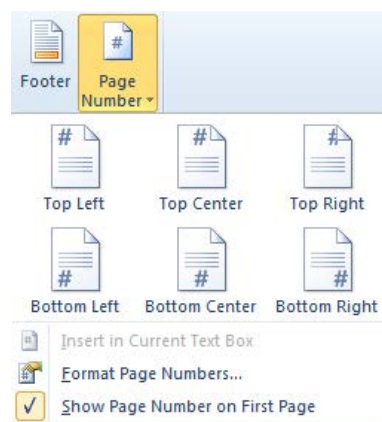 Footer
Page
Number
Top Left
Top Center
Top Right
Bottom Left
Bottom Center
Bottom Right
Insert in Current Text Box
Format Page Numbers...
Show Page Number on First Page